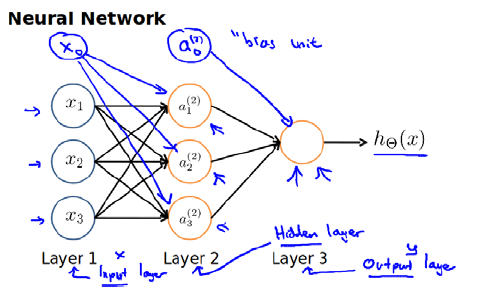 Neural Network
x₀ a₀⁽²⁾ "bias unit
x₁ a₁⁽²⁾
x₂ a₂⁽²⁾ hΘ(x)
x₃ a₃⁽²⁾
Hidden layer y
Layer 1 x Layer 2 Layer 3
Input layer Output layer